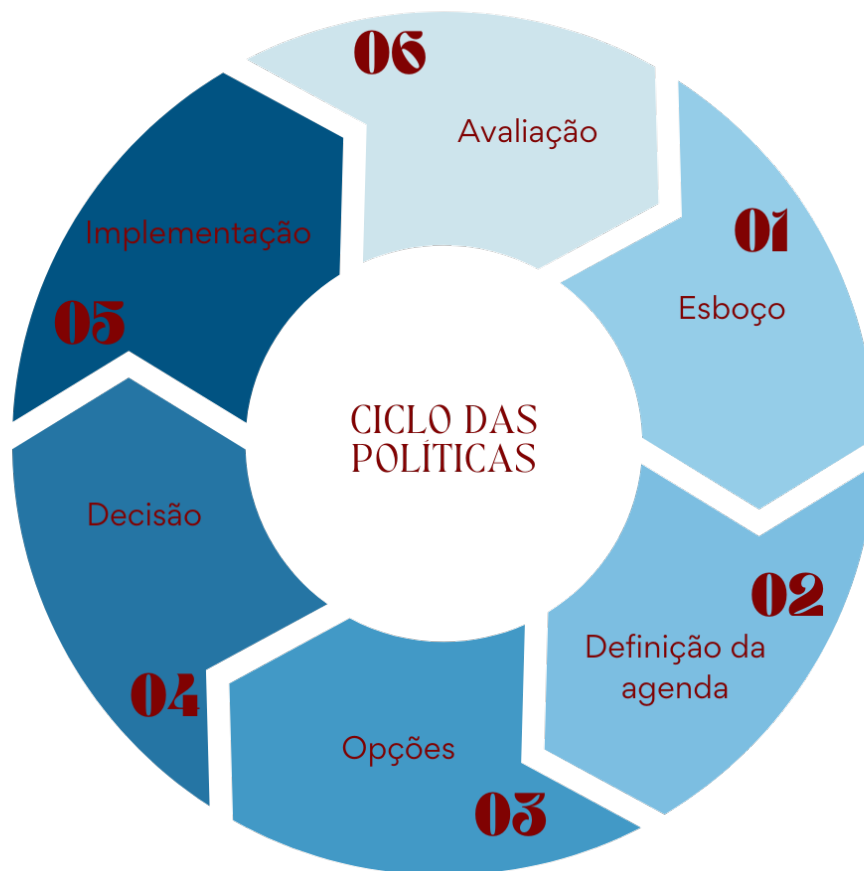 06
Avaliação
01
Esboço
02
Definição da
agenda
03
Opções
04
Decisão
05
Implementação
CICLO DAS
POLÍTICAS